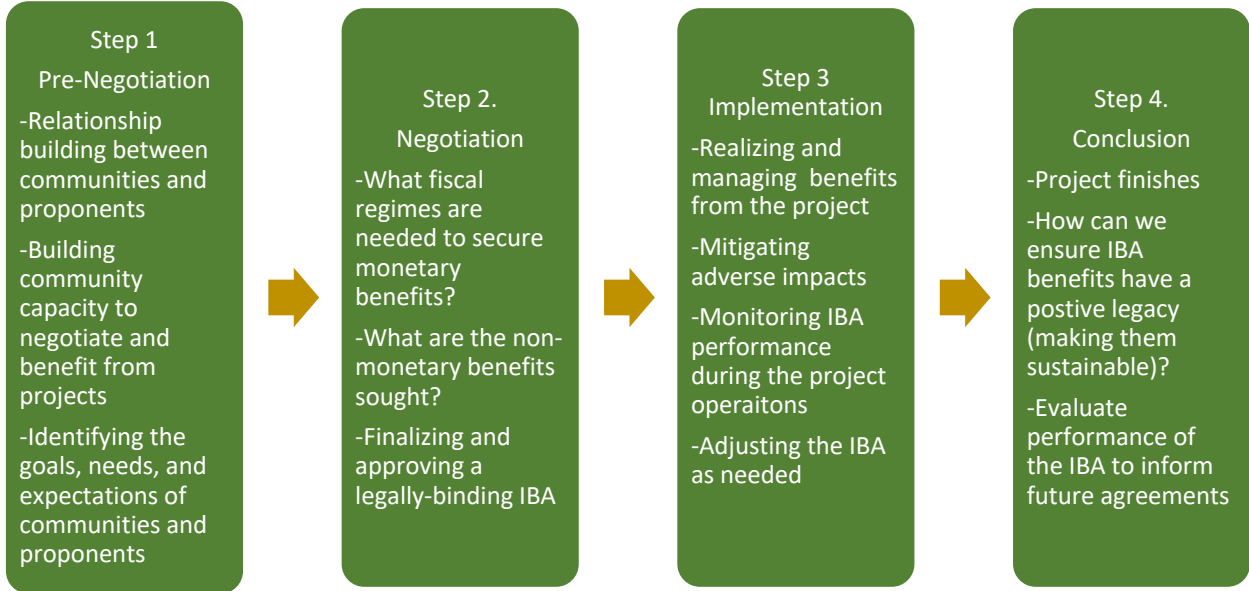 Step 1
Pre-Negotiation
-Relationship
building between
communities and
proponents
-Building
community
capacity to
negotiate and
benefit from
projects
-Identifying the
goals, needs, and
expectations of
communities and
proponents
Step 2.
Negotiation
-What fiscal
regimes are
needed to secure
monetary
benefits?
-What are the non-
monetary benefits
sought?
-Finalizing and
approving a
legally-binding IBA
Step 3
Implementation
-Realizing and
managing benefits
from the project
-Mitigating
adverse impacts
-Monitoring IBA
performance
during the project
operaitons
-Adjusting the IBA
as needed
Step 4.
Conclusion
-Project finishes
-How can we
ensure IBA
benefits have a
postive legacy
(making them
sustainable)?
-Evaluate
performance of
the IBA to inform
future agreements